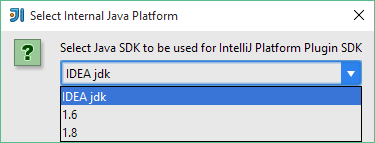 Select Internal Java Platform
Select Java SDK to be used for IntelliJ Platform Plugin SDK
IDEA jdk
IDEA jdk
1.6
1.8